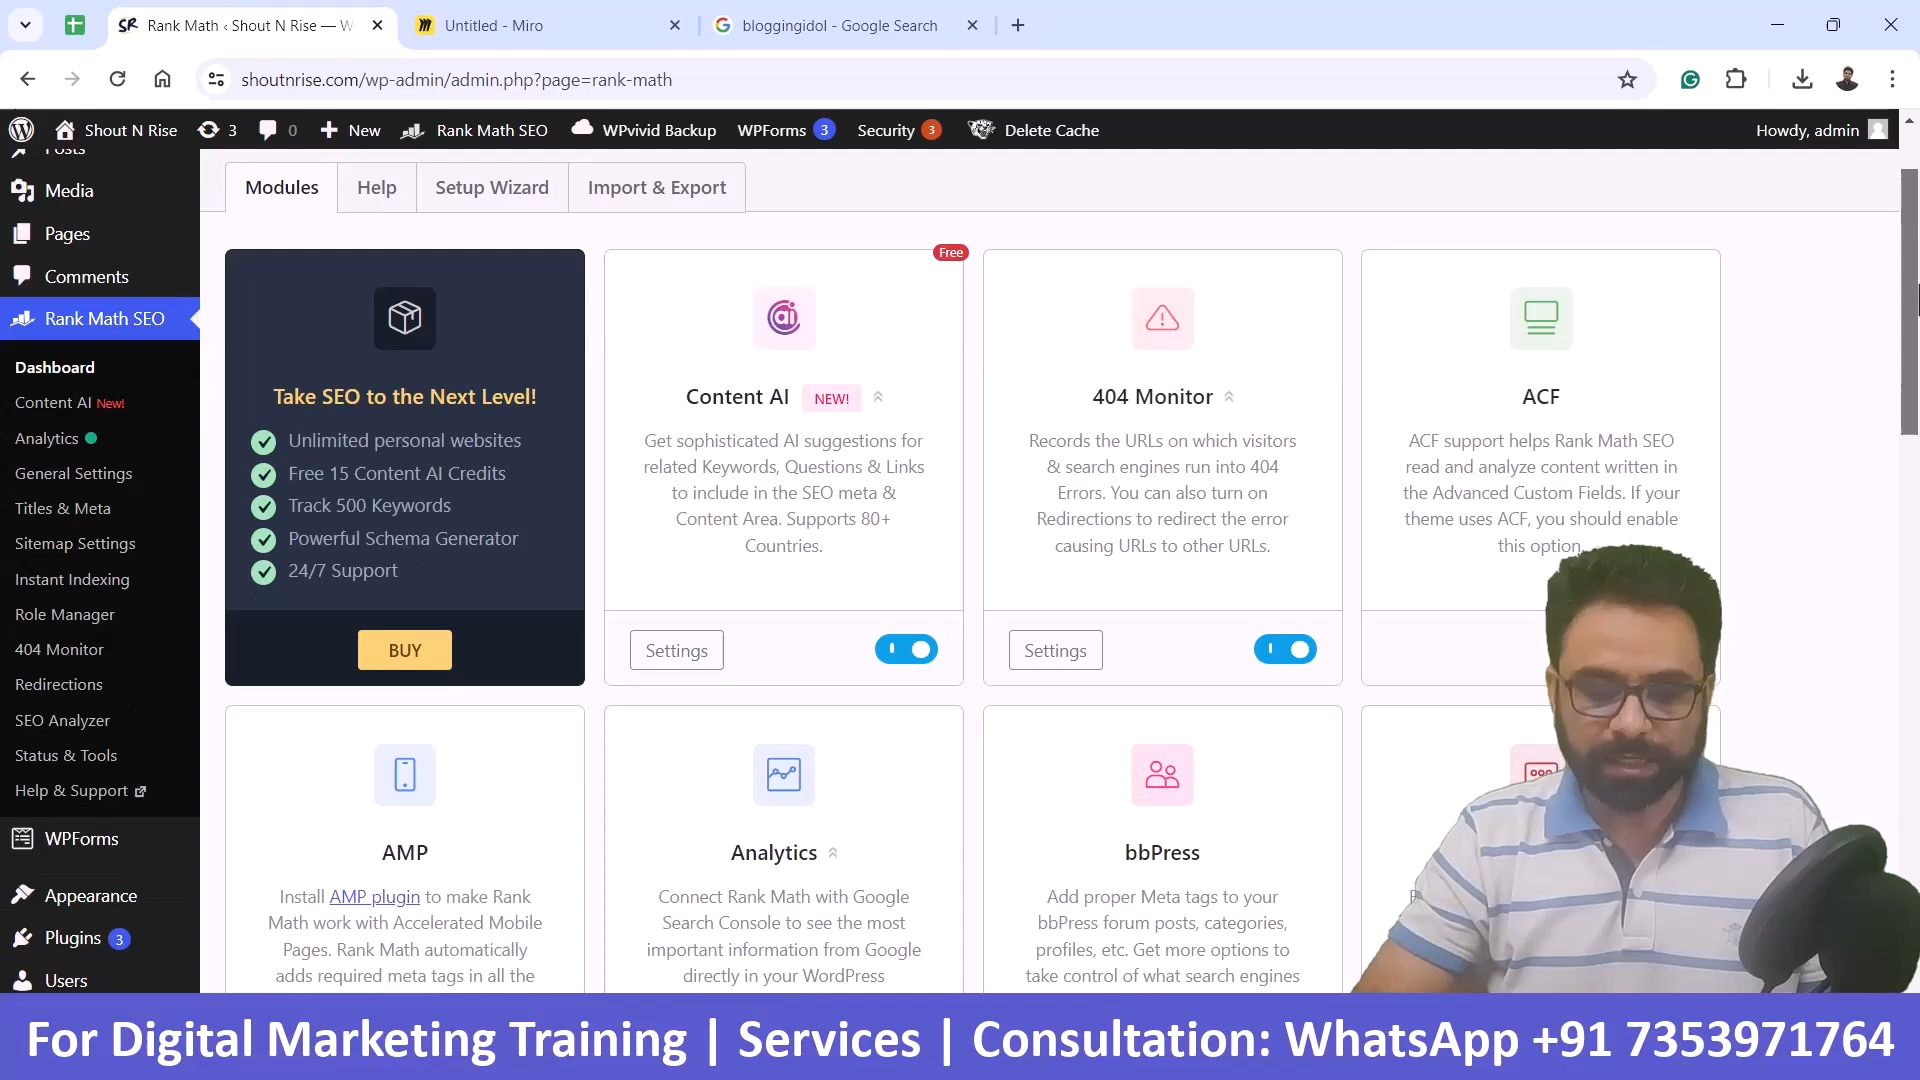 Rank Math ‹ Shout N Rise — W
Untitled - Miro
bloggingidol - Google Search
shoutnrise.com/wp-admin/admin.php?page=rank-math
Shout N Rise
3
0
New
Rank Math SEO
WPvivid Backup
WPForms 3
Security 3
Delete Cache
Howdy, admin
Posts
Media
Pages
Comments
Rank Math SEO
Dashboard
Content AI New!
Analytics
General Settings
Titles & Meta
Sitemap Settings
Instant Indexing
Role Manager
404 Monitor
Redirections
SEO Analyzer
Status & Tools
Help & Support
WPForms
Appearance
Plugins 3
Users
Modules
Help
Setup Wizard
Import & Export
Take SEO to the Next Level!
Unlimited personal websites
Free 15 Content AI Credits
Track 500 Keywords
Powerful Schema Generator
24/7 Support
BUY
Free
ai
Content AI NEW!
Get sophisticated AI suggestions for
related Keywords, Questions & Links
to include in the SEO meta &
Content Area. Supports 80+
Countries.
Settings
404 Monitor
Records the URLs on which visitors
& search engines run into 404
Errors. You can also turn on
Redirections to redirect the error
causing URLs to other URLs.
Settings
ACF
ACF support helps Rank Math SEO
read and analyze content written in
the Advanced Custom Fields. If your
theme uses ACF, you should enable
this option.
AMP
Install AMP plugin to make Rank
Math work with Accelerated Mobile
Pages. Rank Math automatically
adds required meta tags in all the
Analytics
Connect Rank Math with Google
Search Console to see the most
important information from Google
directly in your WordPress
bbPress
Add proper Meta tags to your
bbPress forum posts, categories,
profiles, etc. Get more options to
take control of what search engines
For Digital Marketing Training | Services | Consultation: WhatsApp +91 7353971764